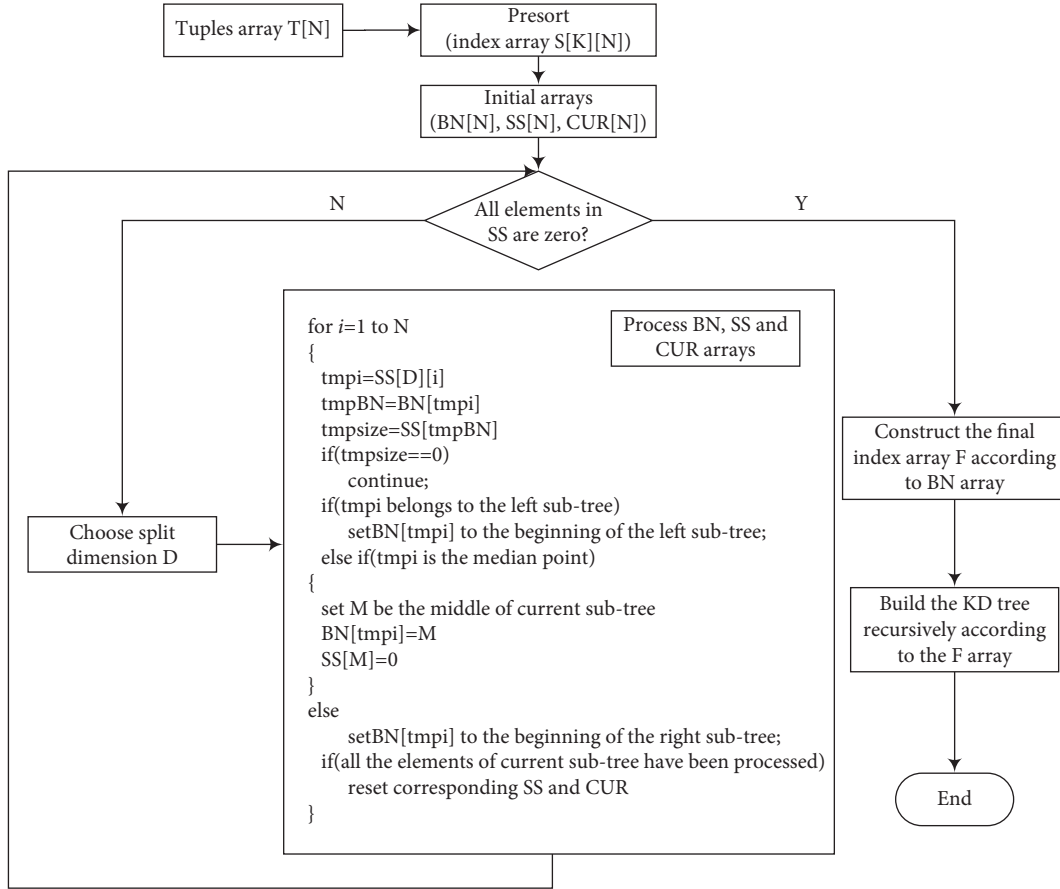 Tuples array T[N]
Presort
(index array S[K][N])
Initial arrays
(BN[N], SS[N], CUR[N])
All elements in
SS are zero?
N
Y
Choose split
dimension D
Process BN, SS and
CUR arrays
for i=1 to N
{
tmpi=SS[D][i]
tmpBN=BN[tmpi]
tmpsize=SS[tmpBN]
if(tmpsize==0)
continue;
if(tmpi belongs to the left sub-tree)
setBN[tmpi] to the beginning of the left sub-tree;
else if(tmpi is the median point)
{
set M be the middle of current sub-tree
BN[tmpi]=M
SS[M]=0
}
else
setBN[tmpi] to the beginning of the right sub-tree;
if(all the elements of current sub-tree have been processed)
reset corresponding SS and CUR
}
Construct the final
index array F according
to BN array
Build the KD tree
recursively according
to the F array
End